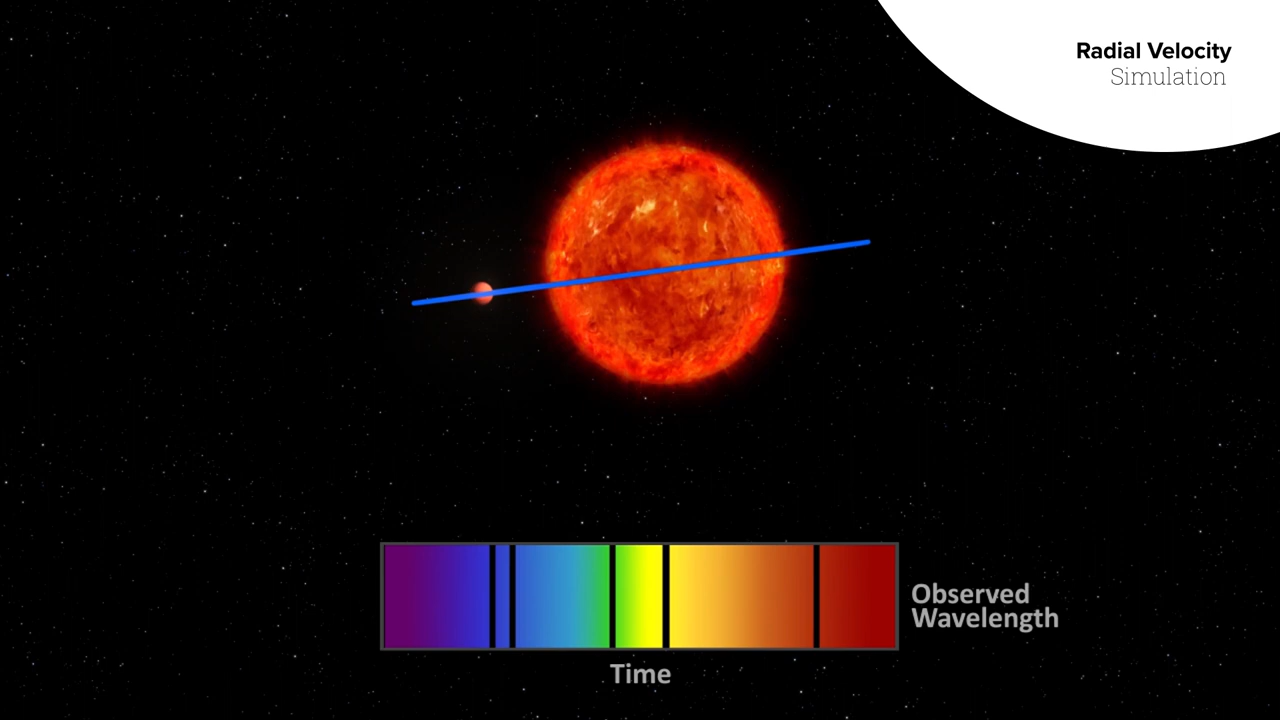 Radial Velocity
Simulation
Observed
Wavelength
Time